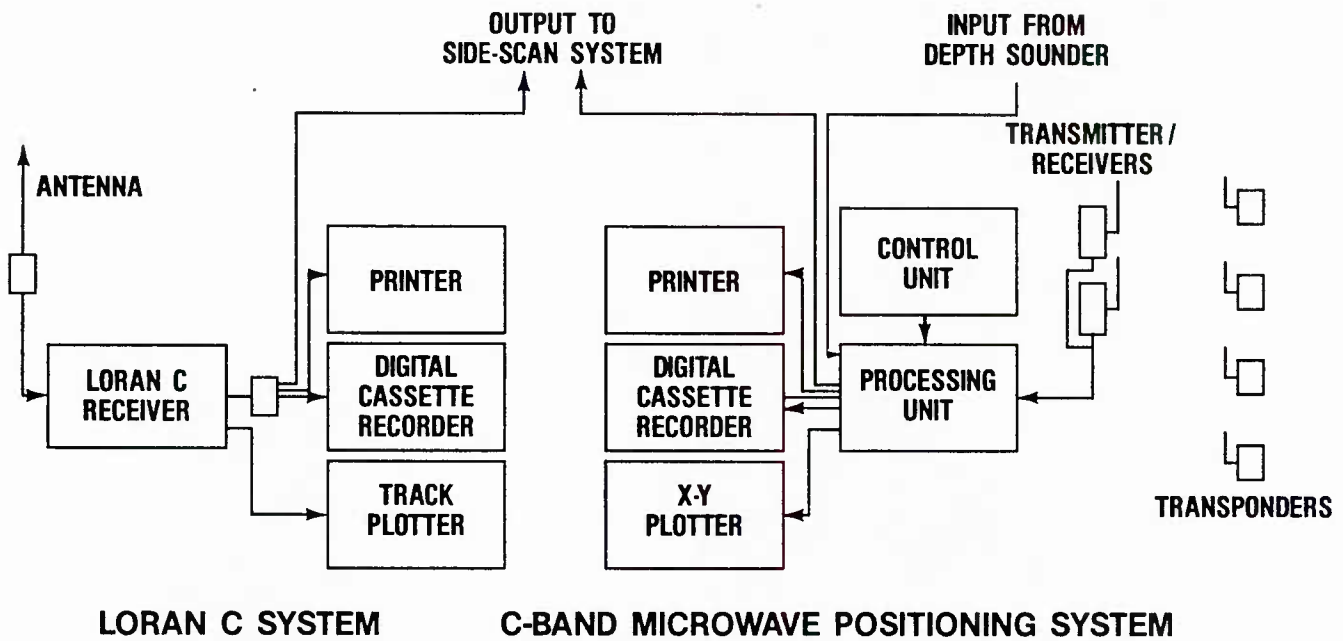 OUTPUT TO
SIDE-SCAN SYSTEM
INPUT FROM
DEPTH SOUNDER
TRANSMITTER/
RECEIVERS
ANTENNA
PRINTER
PRINTER
CONTROL
UNIT
LORAN C
RECEIVER
DIGITAL
CASSETTE
RECORDER
DIGITAL
CASSETTE
RECORDER
PROCESSING
UNIT
TRACK
PLOTTER
X-Y
PLOTTER
TRANSPONDERS
LORAN C SYSTEM
C-BAND MICROWAVE POSITIONING SYSTEM